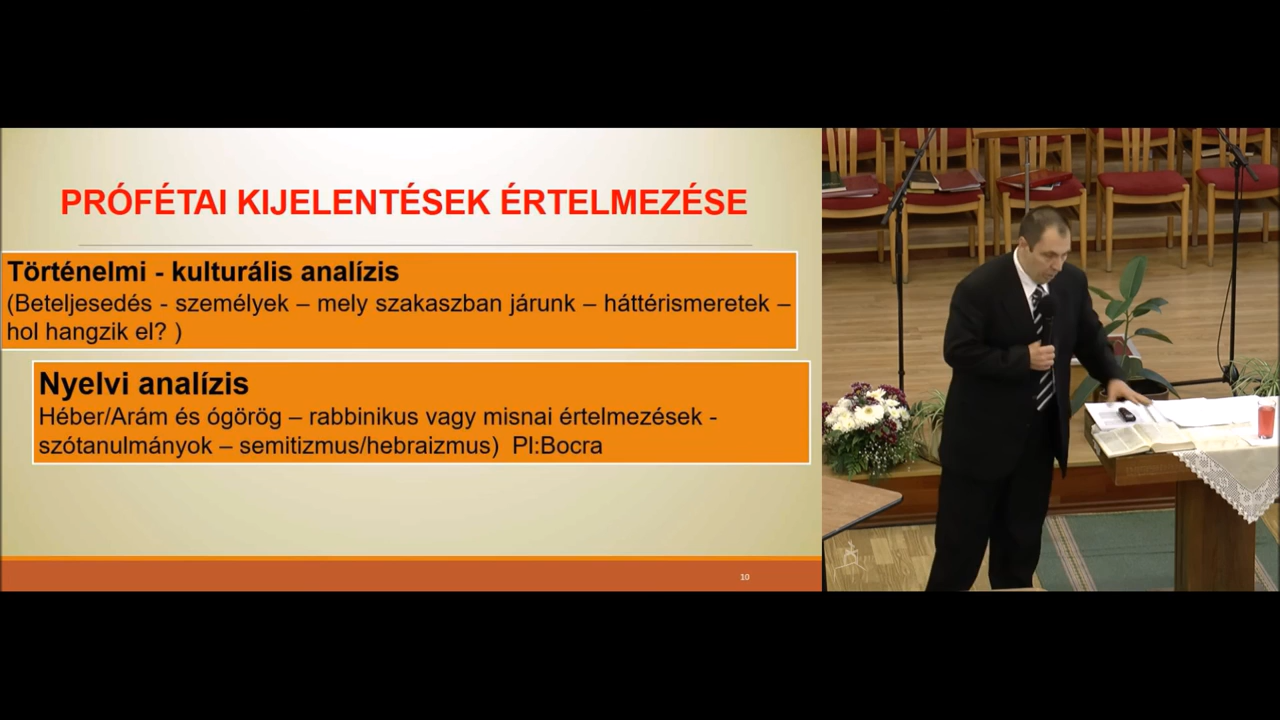 PRÓFÉTAI KIJELENTÉSEK ÉRTELMEZÉSE
Történelmi - kulturális analízis
(Beteljesedés - személyek – mely szakaszban járunk – háttérismeretek –
hol hangzik el? )
Nyelvi analízis
Héber/Arám és ógörög – rabbinikus vagy misnai értelmezések -
szótanulmányok – semitizmus/hebraizmus)  Pl:Bocra
10